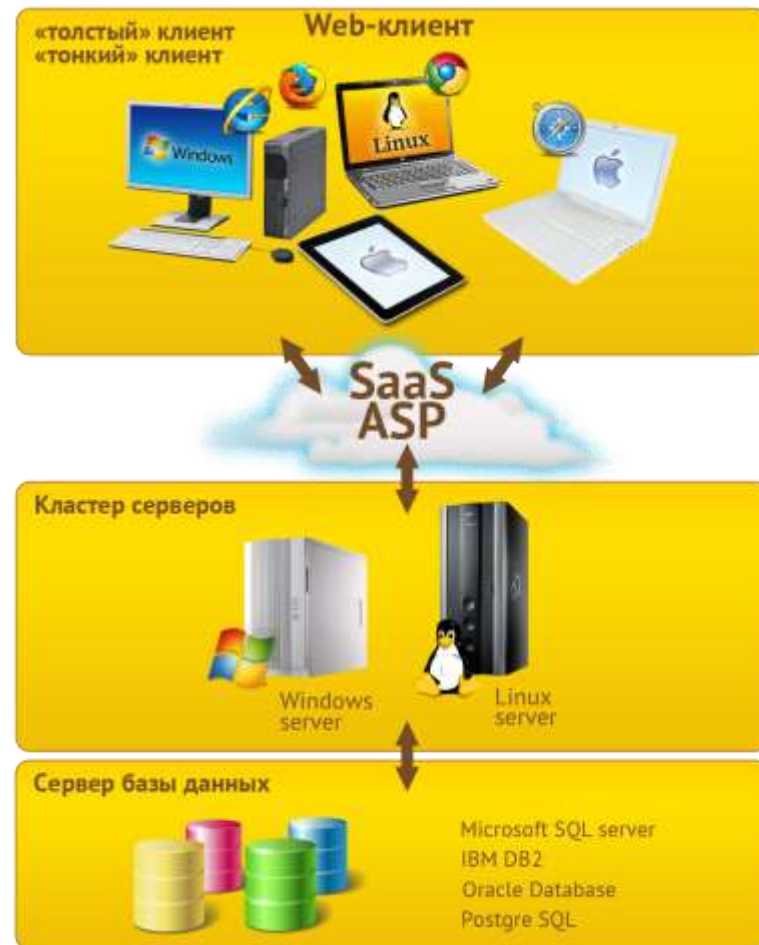 «толстый» клиент
«тонкий» клиент
Web-клиент
Windows
Linux
SaaS
ASP
Кластер серверов
Windows
server
Linux
server
Сервер базы данных
Microsoft SQL server
IBM DB2
Oracle Database
Postgre SQL